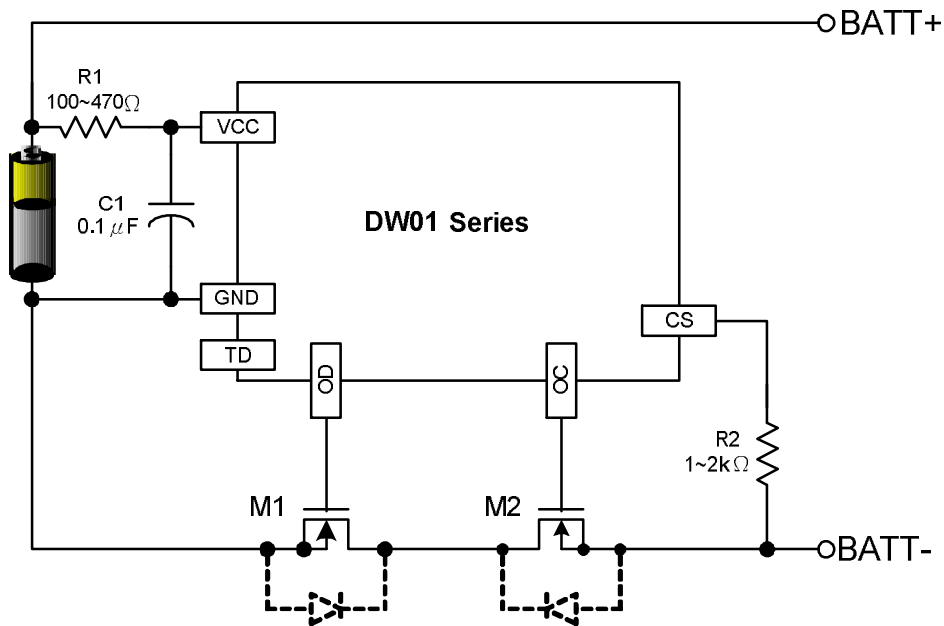 BATT+
R1
100~470Ω
VCC
C1
0.1μF
DW01 Series
GND
CS
TD
OD
OC
R2
1~2kΩ
M1
M2
BATT-